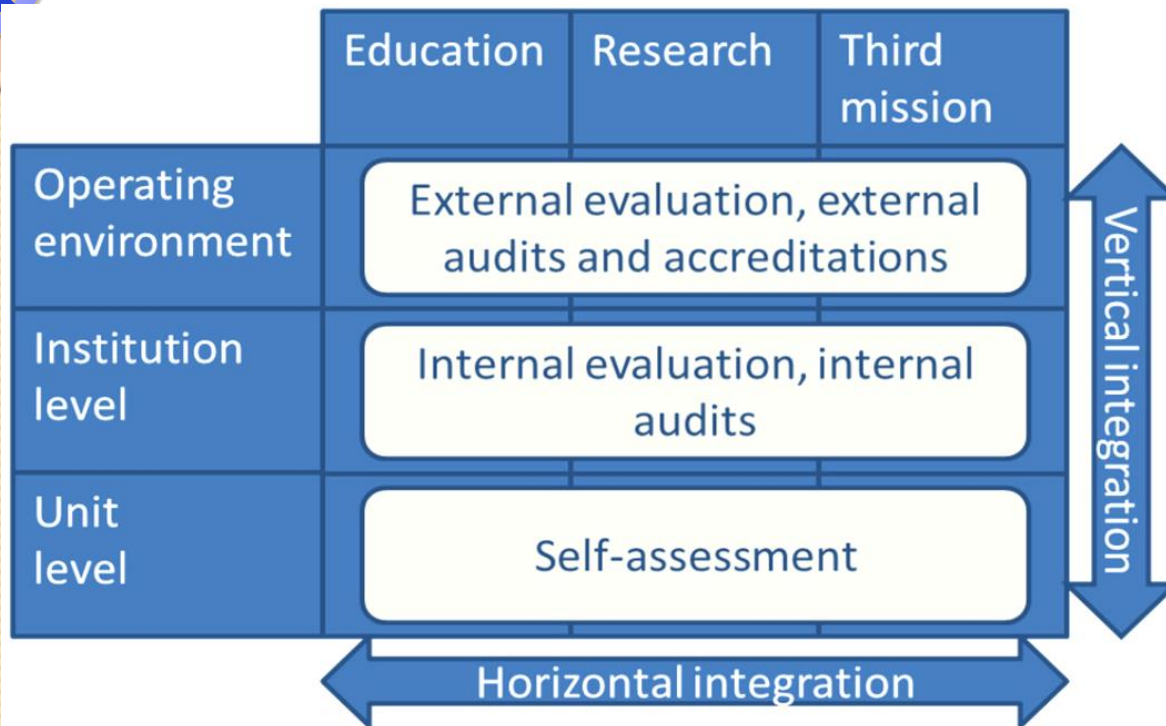 Education Research Third
mission
Operating
environment
External evaluation, external
audits and accreditations
Institution
level
Internal evaluation, internal
audits
Unit
level
Self-assessment
Vertical integration
Horizontal integration